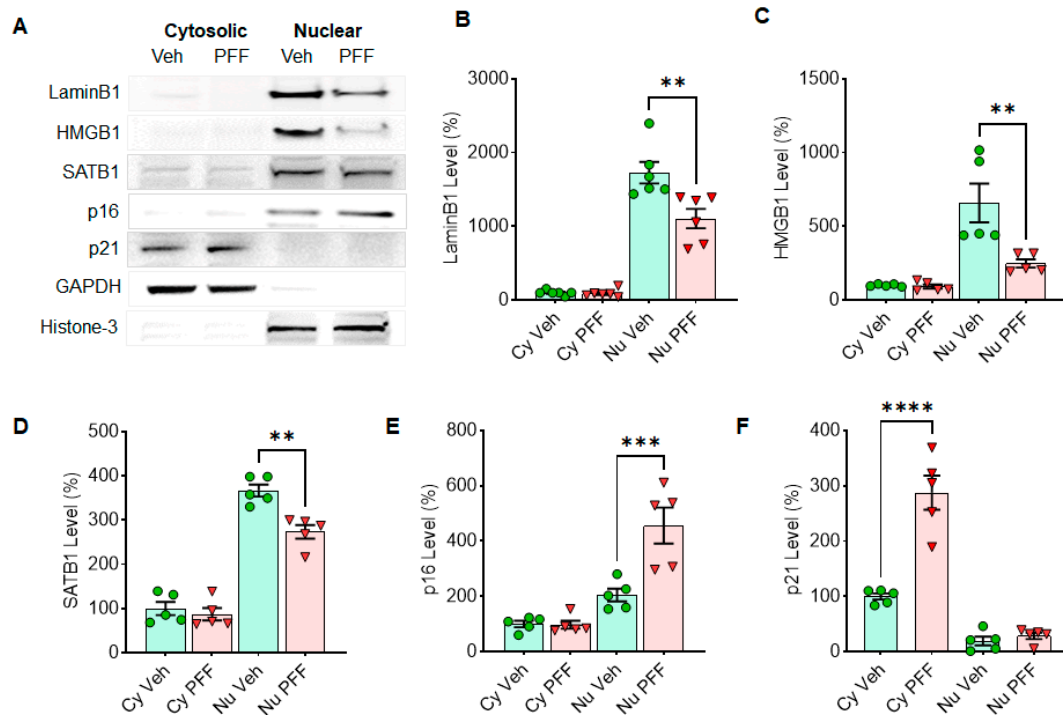 A
Cytosolic Nuclear
Veh PFF Veh PFF
LaminB1
HMGB1
SATB1
p16
p21
GAPDH
Histone-3
B
LaminB1 Level (%)
3000
2000
1000
0
**
Cy Veh
Cy PFF
Nu Veh
Nu PFF
C
HMGB1 Level (%)
1500
1000
500
0
**
Cy Veh
Cy PFF
Nu Veh
Nu PFF
D
SATB1 Level (%)
500
400
300
200
100
0
**
Cy Veh
Cy PFF
Nu Veh
Nu PFF
E
p16 Level (%)
800
600
400
200
0
***
Cy Veh
Cy PFF
Nu Veh
Nu PFF
F
p21 Level (%)
400
300
200
100
0
****
Cy Veh
Cy PFF
Nu Veh
Nu PFF